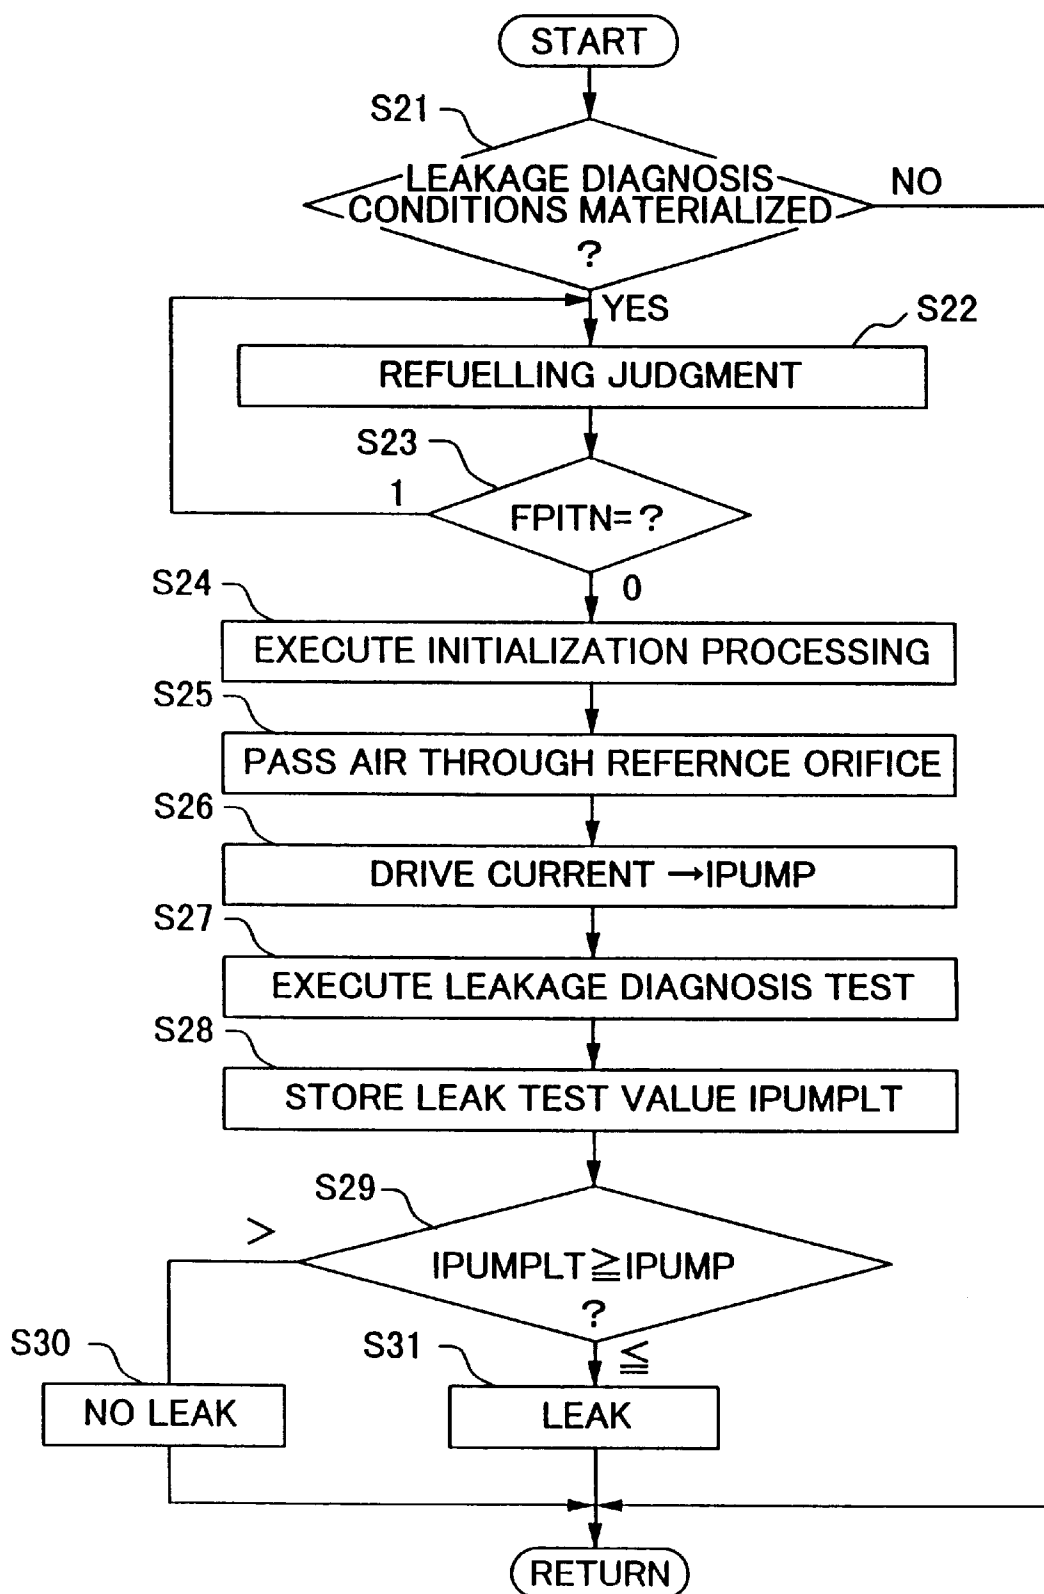 START
S21
LEAKAGE DIAGNOSIS
CONDITIONS MATERIALIZED
?
NO
YES
S22
REFUELLING JUDGMENT
S23
1
FPITN=?
0
S24
EXECUTE INITIALIZATION PROCESSING
S25
PASS AIR THROUGH REFERNCE ORIFICE
S26
DRIVE CURRENT →IPUMP
S27
EXECUTE LEAKAGE DIAGNOSIS TEST
S28
STORE LEAK TEST VALUE IPUMPLT
S29
>
IPUMPLT≧IPUMP
?
≦
S30
NO LEAK
S31
LEAK
RETURN